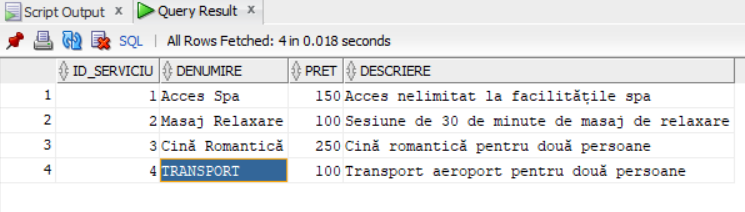 Script Output x Query Result x
SQL | All Rows Fetched: 4 in 0.018 seconds
ID_SERVICIU DENUMIRE PRET DESCRIERE
1 1 Acces Spa 150 Acces nelimitat la facilitățile spa
2 2 Masaj Relaxare 100 Sesiune de 30 de minute de masaj de relaxare
3 3 Cină Romantică 250 Cină romantică pentru două persoane
4 4 TRANSPORT 100 Transport aeroport pentru două persoane